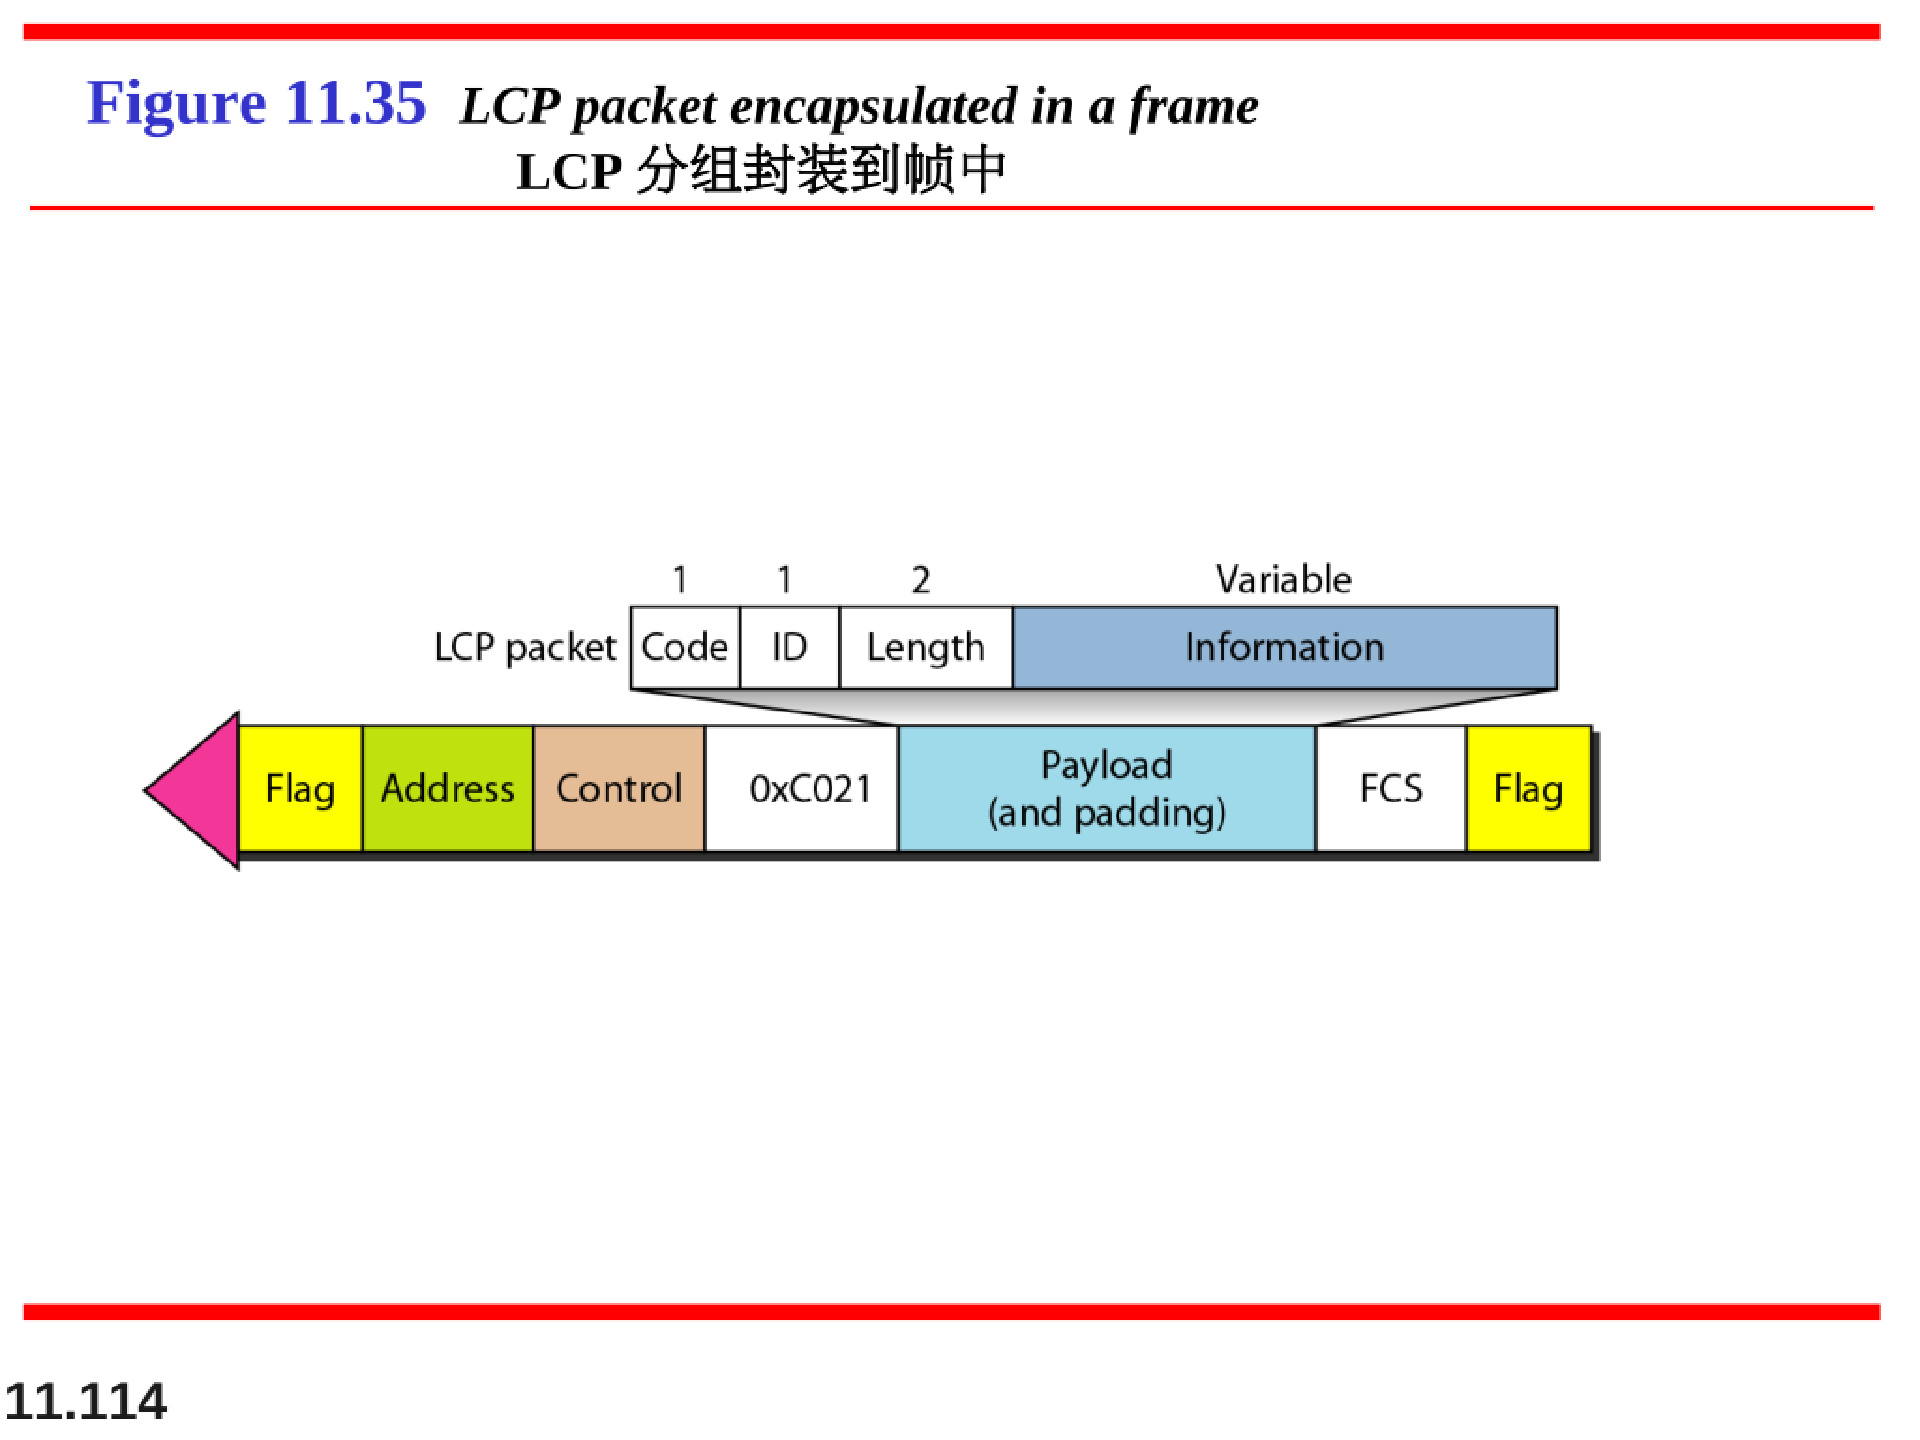 Figure 11.35 LCP packet encapsulated in a frame
LCP 分组封装到帧中
1 1 2 Variable
LCP packet Code ID Length Information
Flag Address Control 0xC021 Payload (and padding) FCS Flag
11.114